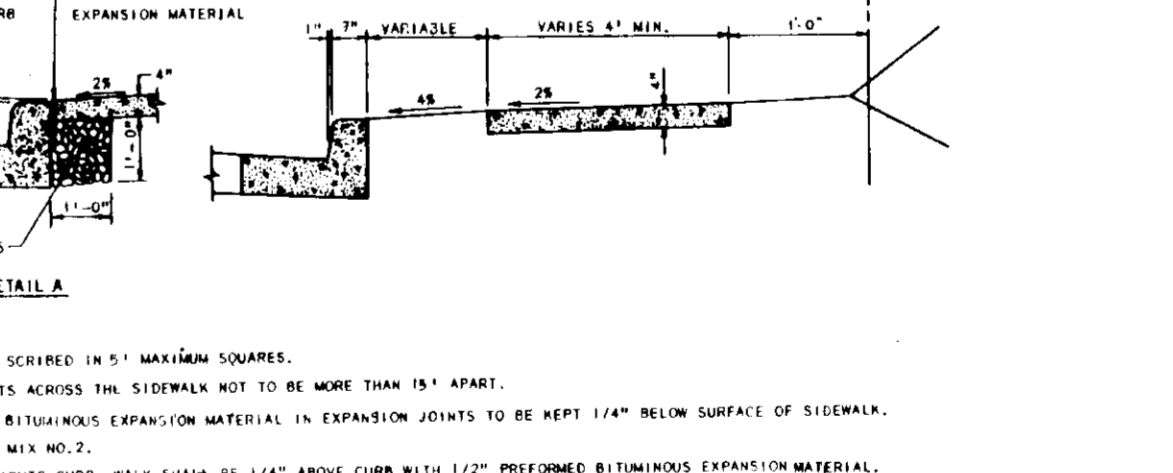 EXPANSION MATERIAL
1" 7" VARIABLE VARIES 4' MIN. 1'-0"
2% 4"
4% 2% 4"
1'-0"
1'-0"
ETAIL A
SCRIBED IN 5' MAXIMUM SQUARES.
TS ACROSS THE SIDEWALK NOT TO BE MORE THAN 15' APART.
BITUMINOUS EXPANSION MATERIAL IN EXPANSION JOINTS TO BE KEPT 1/4" BELOW SURFACE OF SIDEWALK.
MIX NO.2.
CURB, WALK SHALL BE 1/4" ABOVE CURB WITH 1/2" PREFORMED BITUMINOUS EXPANSION MATERIAL.